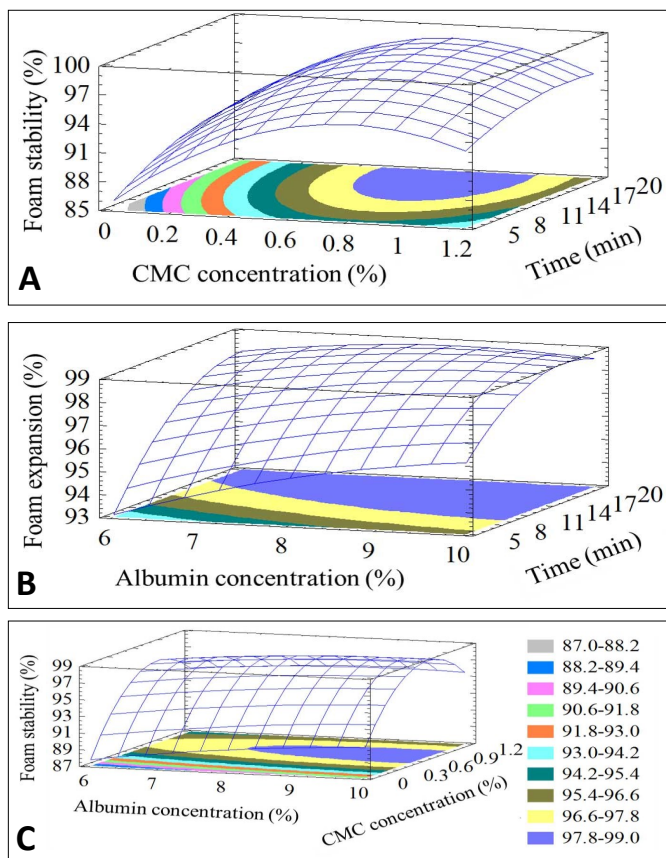 Foam stability (%)
100
97
94
91
88
85
0 0.2 0.4 0.6 0.8 1 1.2
CMC concentration (%)
5 8 11 14 17 20
Time (min)
A
Foam expansion (%)
99
98
97
96
95
94
93
6 7 8 9 10
Albumin concentration (%)
5 8 11 14 17 20
Time (min)
B
Foam stability (%)
99
97
95
93
91
89
87
6 7 8 9 10
Albumin concentration (%)
0 0.3 0.6 0.9 1.2
CMC concentration (%)
C
87.0-88.2
88.2-89.4
89.4-90.6
90.6-91.8
91.8-93.0
93.0-94.2
94.2-95.4
95.4-96.6
96.6-97.8
97.8-99.0